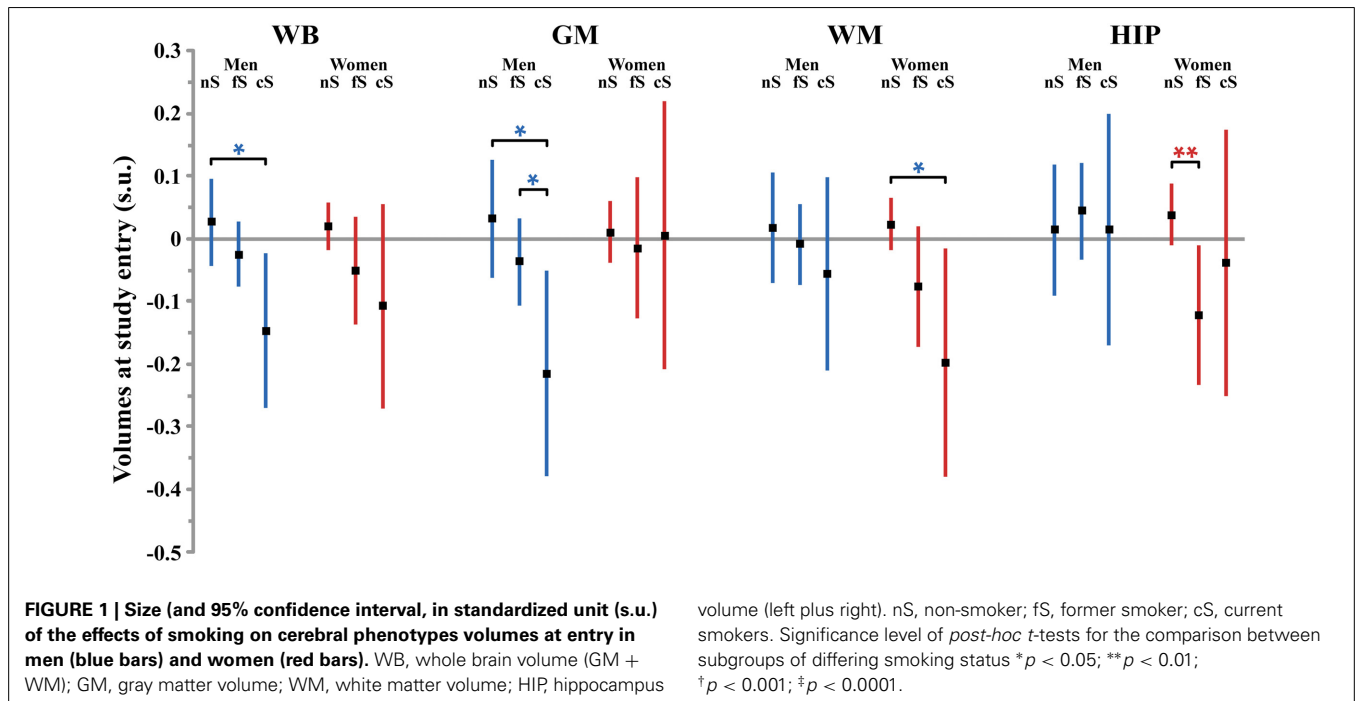 WB GM WM HIP
Men Women Men Women Men Women Men Women
nS fS cS nS fS cS nS fS cS nS fS cS nS fS cS nS fS cS nS fS cS nS fS cS
* * * * **
Volumes at study entry (s.u.)
0.3
0.2
0.1
0
-0.1
-0.2
-0.3
-0.4
-0.5
FIGURE 1 | Size (and 95% confidence interval, in standardized unit (s.u.)
of the effects of smoking on cerebral phenotypes volumes at entry in
men (blue bars) and women (red bars). WB, whole brain volume (GM +
WM); GM, gray matter volume; WM, white matter volume; HIP, hippocampus
volume (left plus right). nS, non-smoker; fS, former smoker; cS, current
smokers. Significance level of post-hoc t-tests for the comparison between
subgroups of differing smoking status *p < 0.05; **p < 0.01;
†p < 0.001; ‡p < 0.0001.